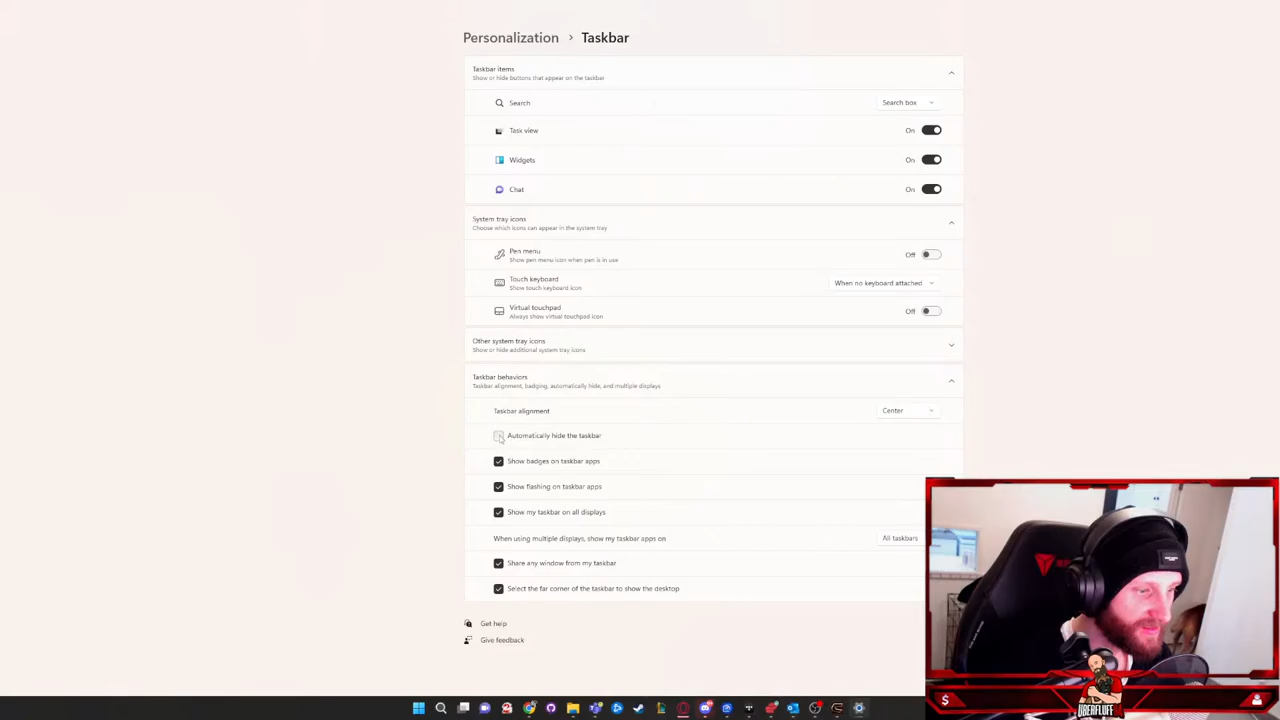 Personalization > Taskbar
Taskbar items
Show or hide buttons that appear on the taskbar
Search
Search box
Task view
On
Widgets
On
Chat
On
System tray icons
Choose which icons can appear in the system tray
Pen menu
Show pen menu icon when pen is in use
Off
Touch keyboard
Show touch keyboard icon
When no keyboard attached
Virtual touchpad
Always show virtual touchpad icon
Off
Other system tray icons
Show or hide additional system tray icons
Taskbar behaviors
Taskbar alignment, badging, automatically hide, and multiple displays
Taskbar alignment
Center
Automatically hide the taskbar
Show badges on taskbar apps
Show flashing on taskbar apps
Show my taskbar on all displays
When using multiple displays, show my taskbar apps on
All taskbars
Share any window from my taskbar
Select the far corner of the taskbar to show the desktop
Get help
Give feedback
$
UBERFLUFF